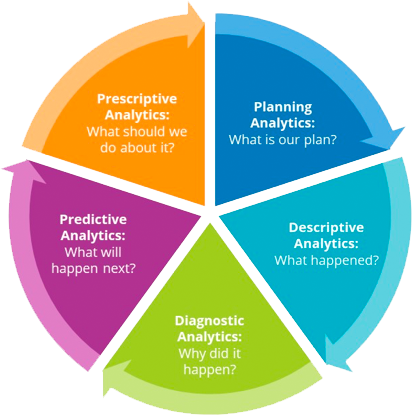 Prescriptive
Analytics:
What should we
do about it?
Planning
Analytics:
What is our plan?
Descriptive
Analytics:
What happened?
Diagnostic
Analytics:
Why did it
happen?
Predictive
Analytics:
What will
happen next?